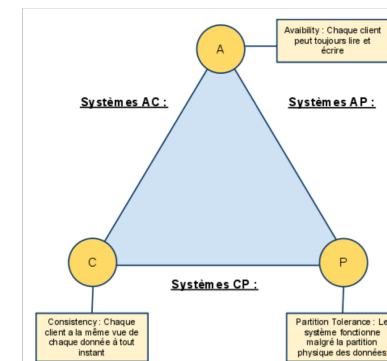 A
Avaibility : Chaque client
peut toujours lire et
écrire
Systèmes AC :
Systèmes AP :
C
P
Systèmes CP :
Consistency : Chaque
client a la même vue de
chaque donnée à tout
instant
Partition Tolerance : Le
système fonctionne
malgré la partition
physique des données